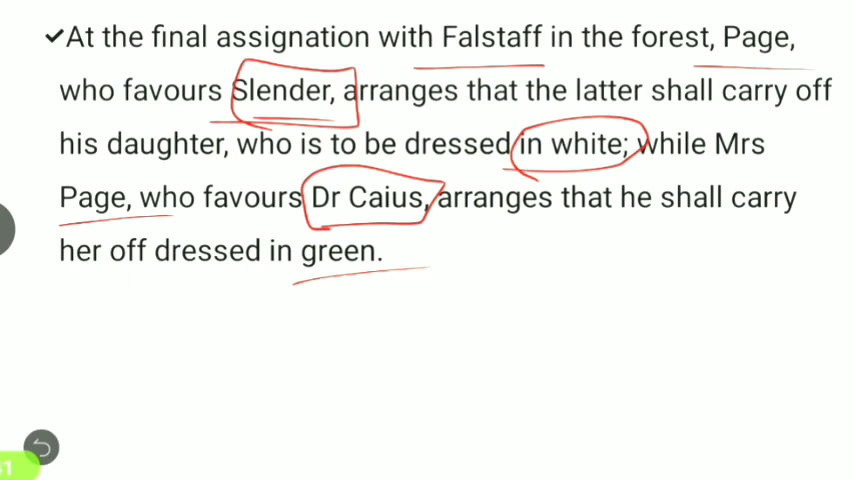 ✔At the final assignation with Falstaff in the forest, Page,
who favours Slender, arranges that the latter shall carry off
his daughter, who is to be dressed in white; while Mrs
Page, who favours Dr Caius, arranges that he shall carry
her off dressed in green.